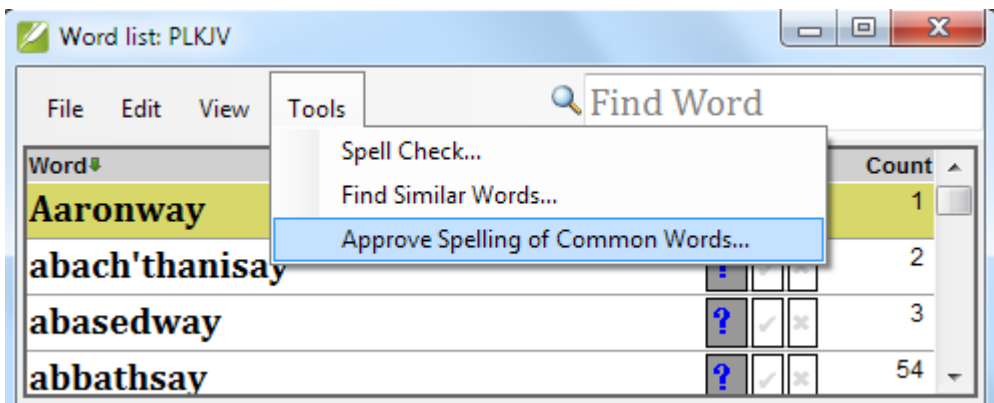 Word list: PLKJV
File Edit View Tools
Find Word
Spell Check...
Find Similar Words...
Approve Spelling of Common Words...
Word Count
Aaronway 1
abach'thanisay ? 2
abasedway ? 3
abbathsay ? 54